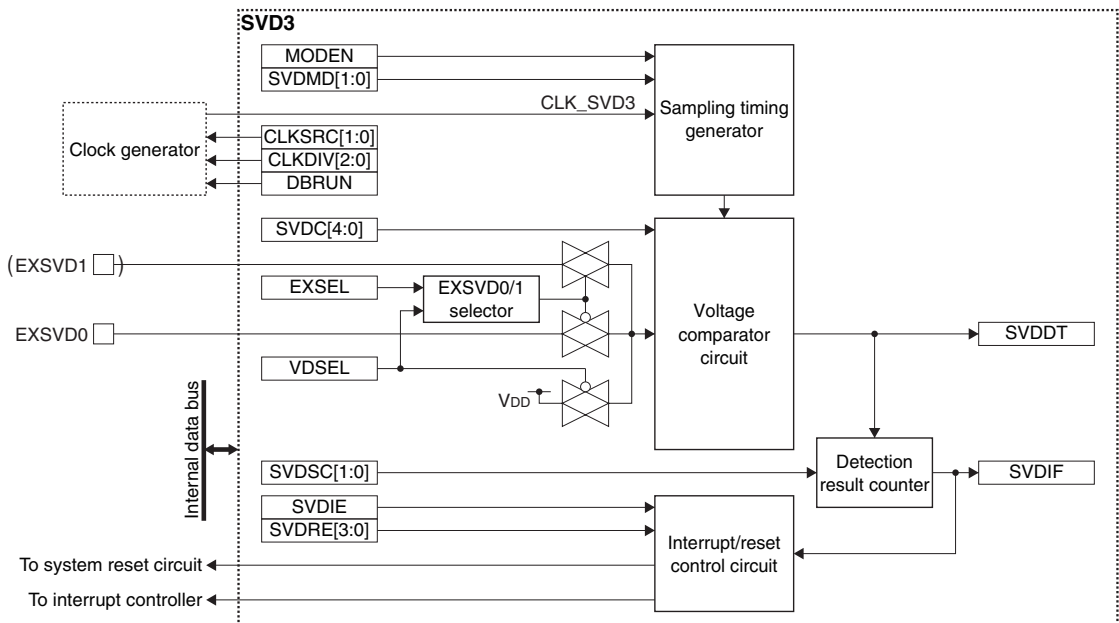 SVD3
MODEN
SVDMD[1:0]
CLK_SVD3
Sampling timing
generator
Clock generator
CLKSRC[1:0]
CLKDIV[2:0]
DBRUN
SVDC[4:0]
(EXSVD1 )
EXSEL
EXSVD0/1
selector
EXSVD0
Voltage
comparator
circuit
SVDDT
VDSEL
VDD
Internal data bus
SVDSC[1:0]
Detection
result counter
SVDIF
SVDIE
SVDRE[3:0]
Interrupt/reset
control circuit
To system reset circuit
To interrupt controller